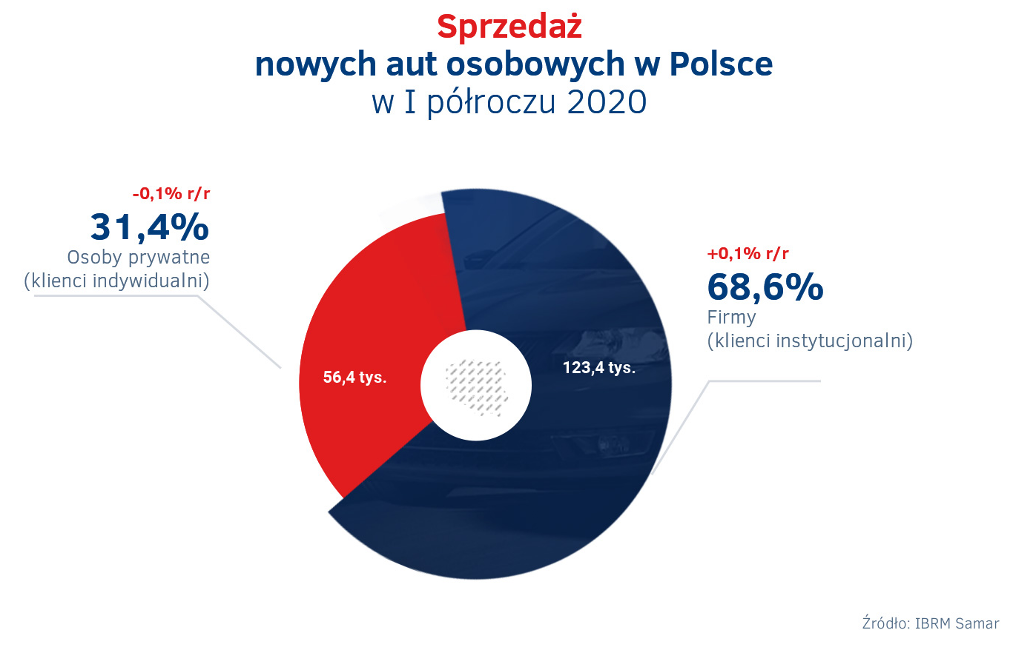 Sprzedaż
nowych aut osobowych w Polsce
w I półroczu 2020
-0,1% r/r
31,4%
Osoby prywatne
(klienci indywidualni)
+0,1% r/r
68,6%
Firmy
(klienci instytucjonalni)
56,4 tys.
123,4 tys.
Źródło: IBRM Samar